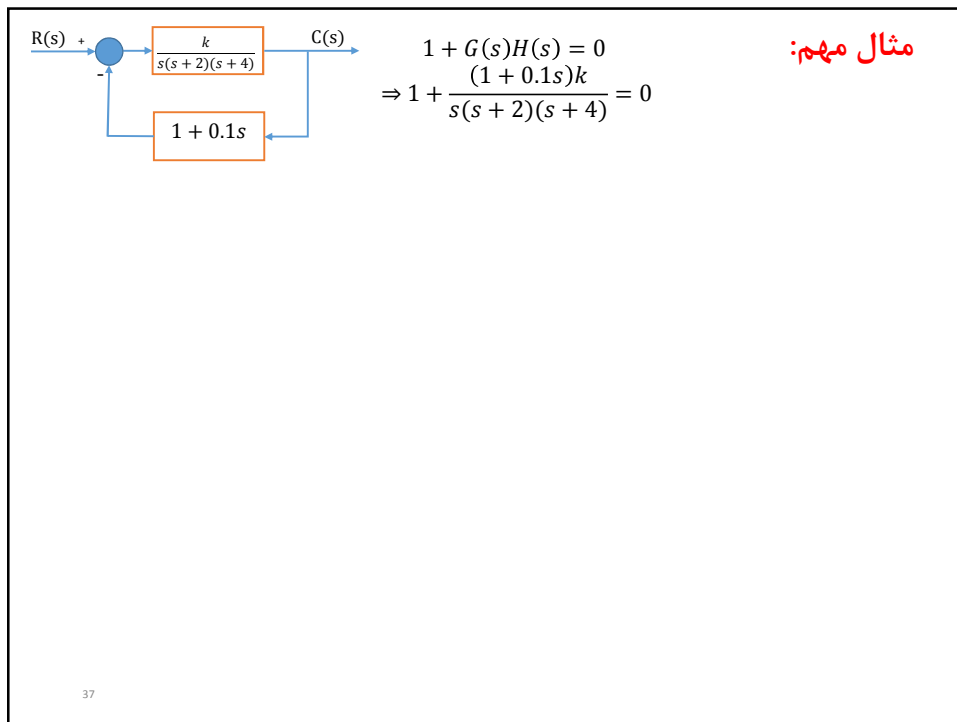 مثال مهم:
R(s) + k/(s(s + 2)(s + 4)) C(s)
-
1 + 0.1s
1 + G(s)H(s) = 0
⇒ 1 + (1 + 0.1s)k/(s(s + 2)(s + 4)) = 0
37